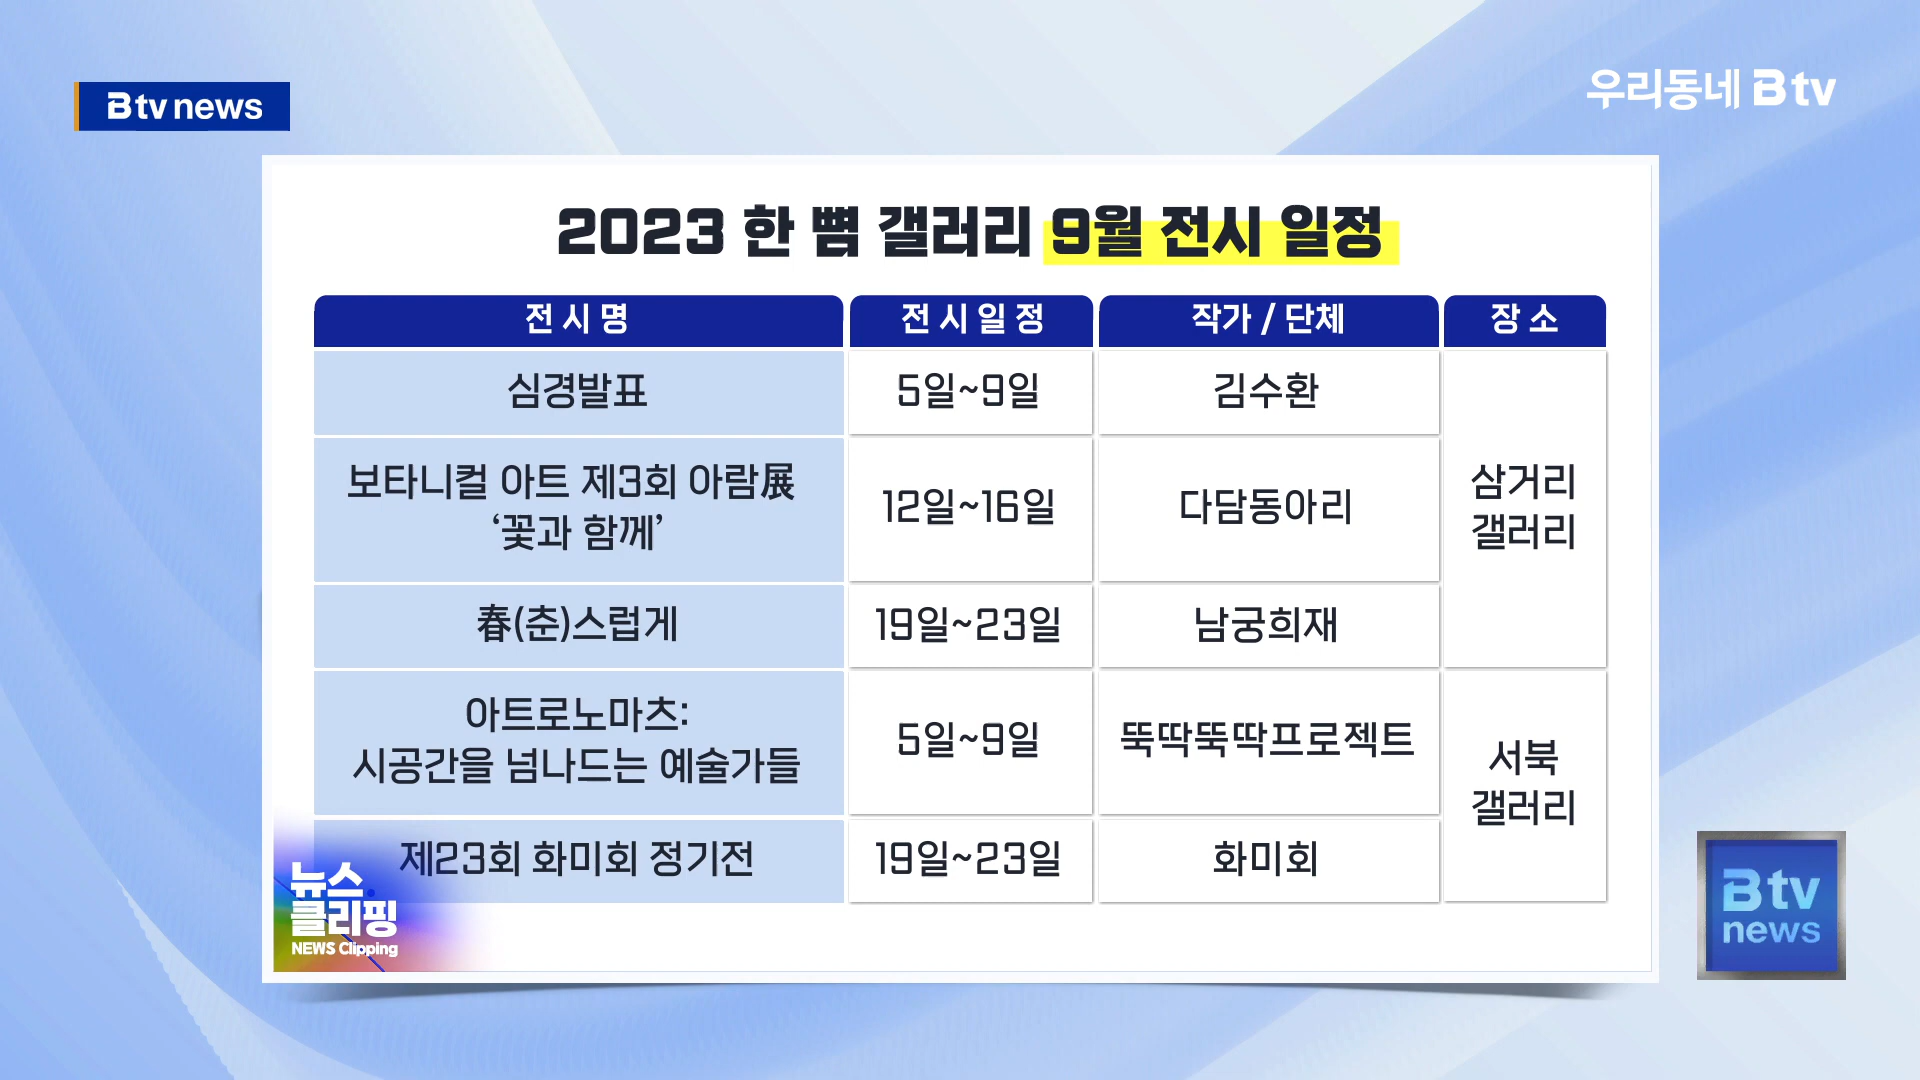 B tv news
우리동네 B tv
2023 한 뼘 갤러리 9월 전시 일정
전시명 전시일정 작가 / 단체 장소
심경발표 5일~9일 김수환
보타니컬 아트 제3회 아람展
‘꽃과 함께’
12일~16일 다담동아리
삼거리
갤러리
春(춘)스럽게 19일~23일 남궁희재
아트로노마츠:
시공간을 넘나드는 예술가들
5일~9일 뚝딱뚝딱프로젝트
서북
갤러리
제23회 화미회 정기전 19일~23일 화미회
뉴스.
클리핑
NEWS Clipping
B tv
news